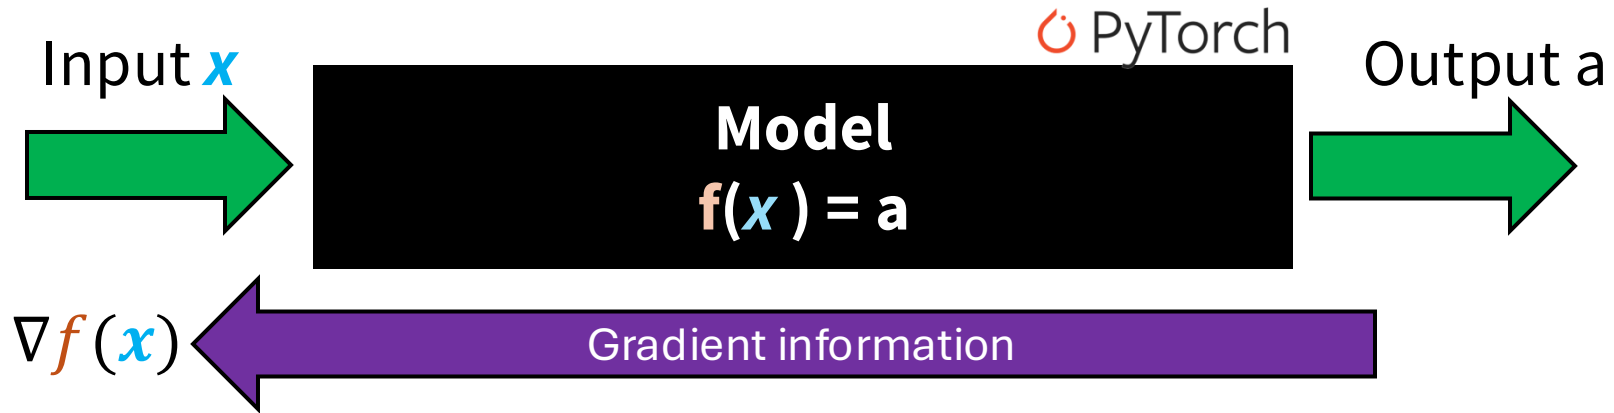 PyTorch
Input x
Output a
Model
f(x ) = a
∇f(x)
Gradient information